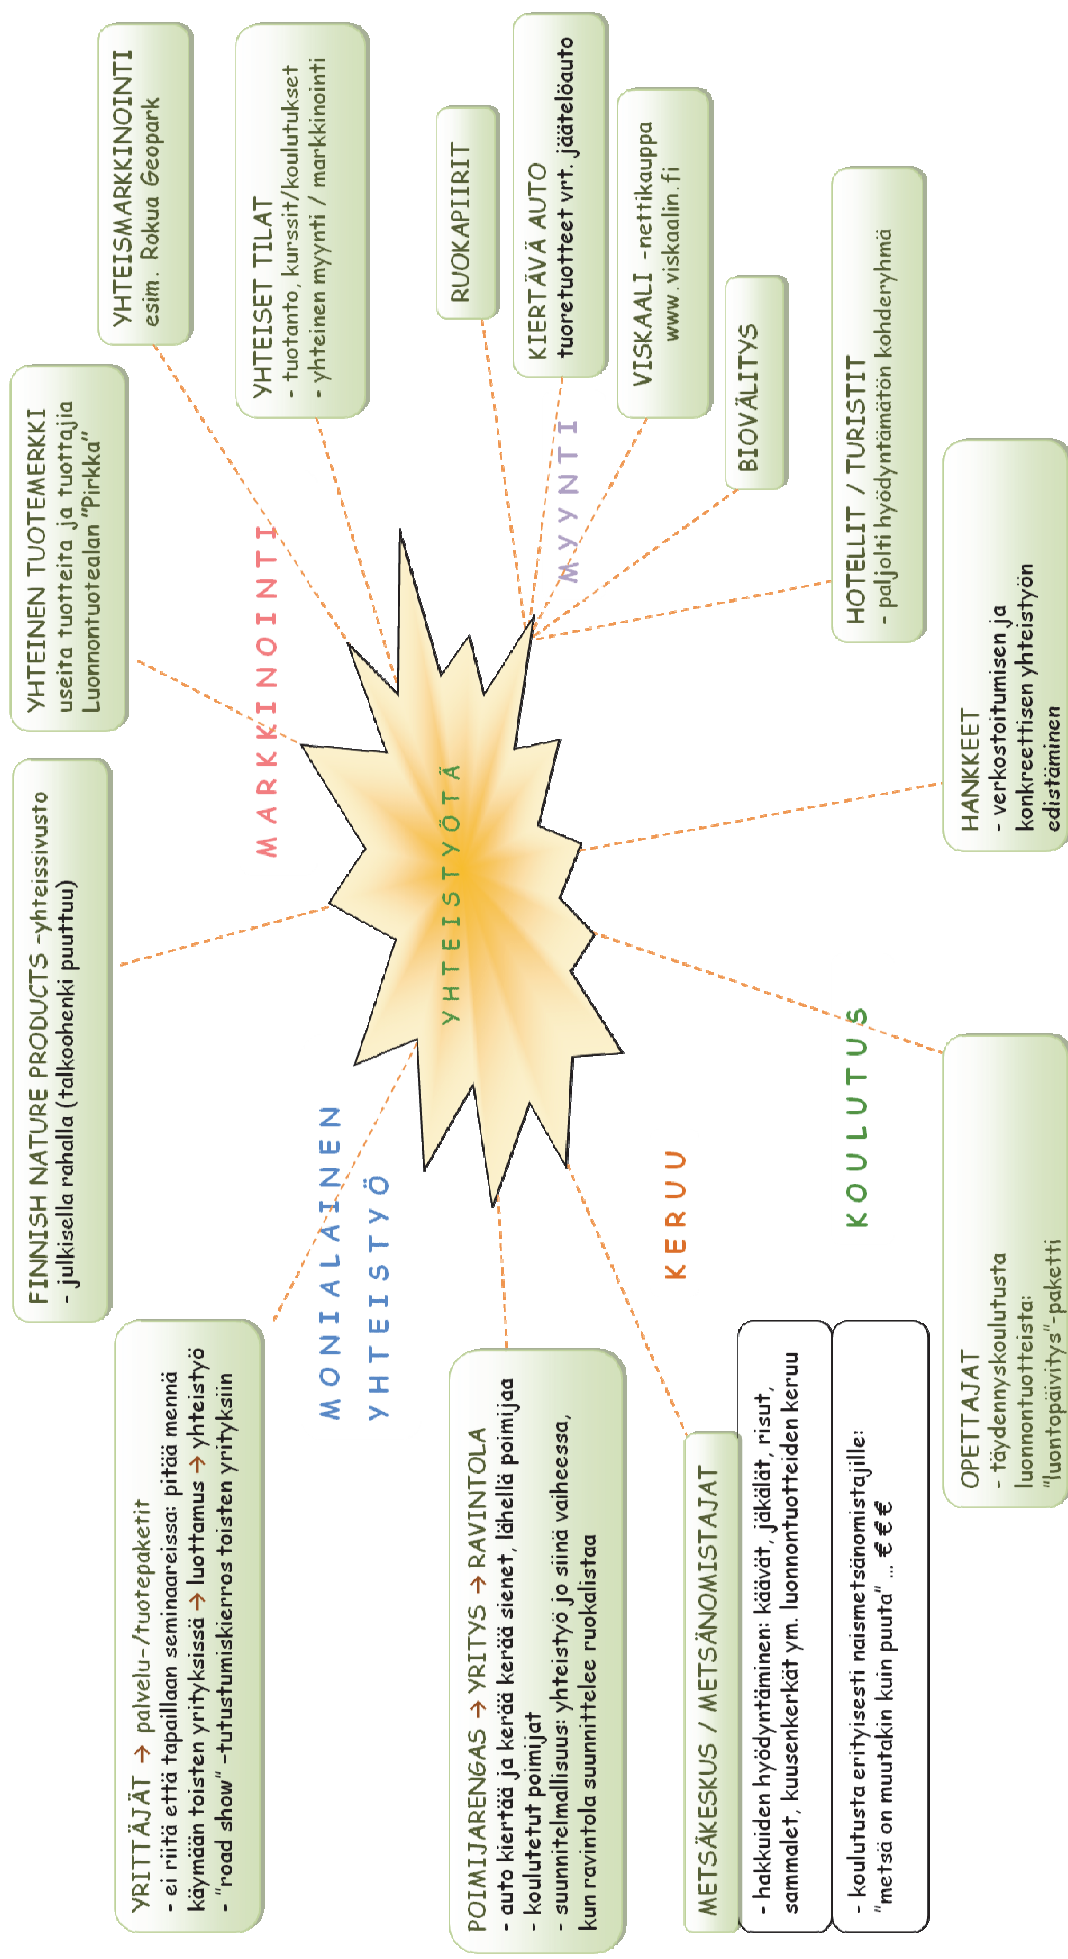 YRITTÄJÄT → palvelu-/tuotepaketit
- ei riitä että tapaillaan seminaareissa: pitää mennä
käymään toisten yrityksissä → luottamus → yhteistyö
- "road show" -tutustumiskierros toisten yrityksiin
FINNISH NATURE PRODUCTS -yhteissivusto
- julkisella rahalla (talkoohenki puuttuu)
YHTEINEN TUOTEMERKKI
useita tuotteita ja tuottajia
Luonnontuotealan "Pirkka"
YHTEISMARKKINOINTI
esim. Rokua Geopark
YHTEISET TILAT
- tuotanto, kurssit/koulutukset
- yhteinen myynti / markkinointi
MARKKINOINTI
MONIALAINEN
YHTEISTYÖ
YHTEISTYÖTÄ
POIMIJARENGAS → YRITYS → RAVINTOLA
- auto kiertää ja kerää kerää sienet, lähellä poimijaa
- koulutetut poimijat
- suunnitelmallisuus: yhteistyö jo siinä vaiheessa,
kun ravintola suunnittelee ruokalistaa
RUOKAPIIRIT
KIERTÄVÄ AUTO
tuoretuotteet vrt. jäätelöauto
MYYNTI
VISKAALI -nettikauppa
www.viskaalin.fi
BIOVÄLITYS
KERUU
METSÄKESKUS / METSÄNOMISTAJAT
- hakkuiden hyödyntäminen: käävät, jäkälät, risut,
sammalet, kuusenkerkät ym. luonnontuotteiden keruu
- koulutusta erityisesti naismetsänomistajille:
"metsä on muutakin kuin puuta" ... € € €
KOULUTUS
HOTELLIT / TURISTIT
- paljolti hyödyntämätön kohderyhmä
OPETTAJAT
- täydennyskoulutusta
luonnontuotteista:
"luontopäivitys"-paketti
HANKKEET
- verkostoitumisen ja
konkreettisen yhteistyön
edistäminen